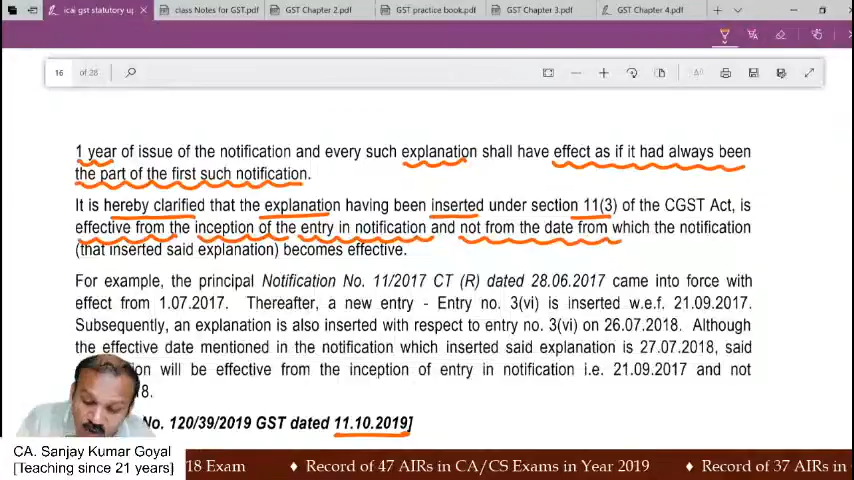 icai gst statutory up
class Notes for GST.pdf
GST Chapter 2.pdf
GST practice book.pdf
GST Chapter 3.pdf
GST Chapter 4.pdf
16 of 28
1 year of issue of the notification and every such explanation shall have effect as if it had always been
the part of the first such notification.
It is hereby clarified that the explanation having been inserted under section 11(3) of the CGST Act, is
effective from the inception of the entry in notification and not from the date from which the notification
(that inserted said explanation) becomes effective.
For example, the principal Notification No. 11/2017 CT (R) dated 28.06.2017 came into force with
effect from 1.07.2017. Thereafter, a new entry - Entry no. 3(vi) is inserted w.e.f. 21.09.2017.
Subsequently, an explanation is also inserted with respect to entry no. 3(vi) on 26.07.2018. Although
the effective date mentioned in the notification which inserted said explanation is 27.07.2018, said
will be effective from the inception of entry in notification i.e. 21.09.2017 and not
No. 120/39/2019 GST dated 11.10.2019]
CA. Sanjay Kumar Goyal
[Teaching since 21 years]
18 Exam ♦ Record of 47 AIRs in CA/CS Exams in Year 2019 ♦ Record of 37 AIRs in